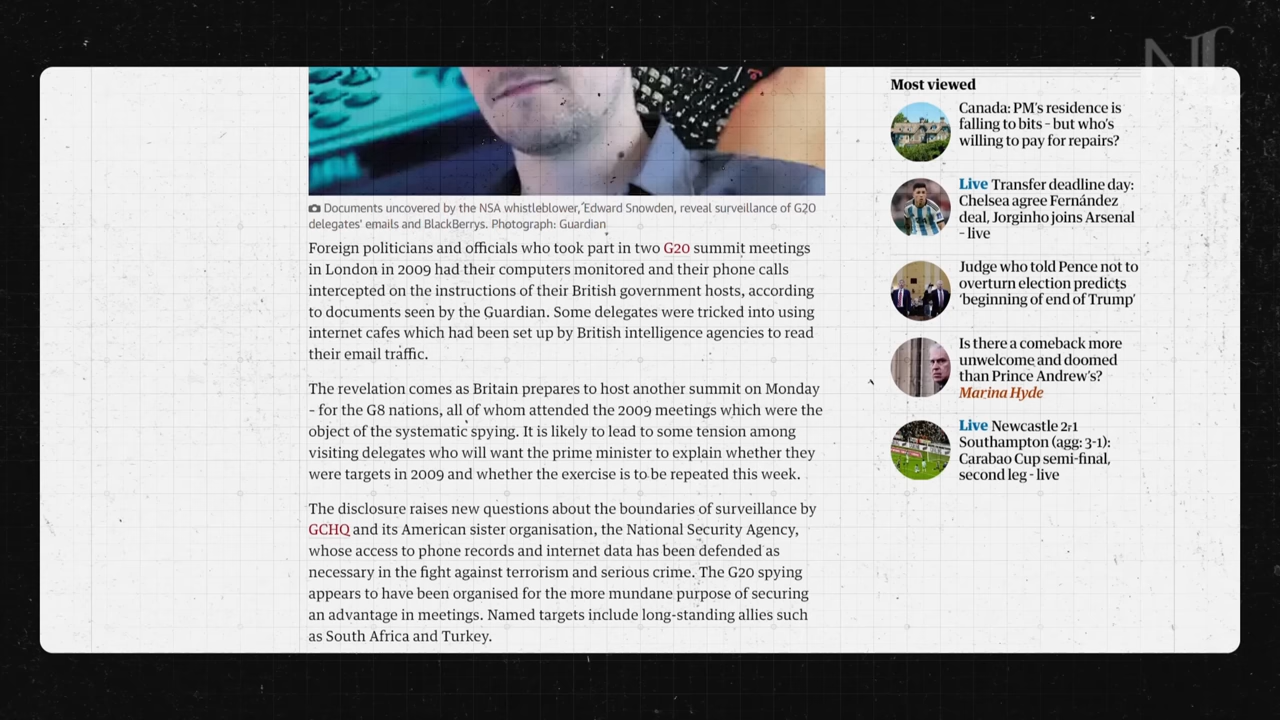 Documents uncovered by the NSA whistleblower, Edward Snowden, reveal surveillance of G20
delegates' emails and BlackBerrys. Photograph: Guardian
Foreign politicians and officials who took part in two G20 summit meetings
in London in 2009 had their computers monitored and their phone calls
intercepted on the instructions of their British government hosts, according
to documents seen by the Guardian. Some delegates were tricked into using
internet cafes which had been set up by British intelligence agencies to read
their email traffic.
The revelation comes as Britain prepares to host another summit on Monday
– for the G8 nations, all of whom attended the 2009 meetings which were the
object of the systematic spying. It is likely to lead to some tension among
visiting delegates who will want the prime minister to explain whether they
were targets in 2009 and whether the exercise is to be repeated this week.
The disclosure raises new questions about the boundaries of surveillance by
GCHQ and its American sister organisation, the National Security Agency,
whose access to phone records and internet data has been defended as
necessary in the fight against terrorism and serious crime. The G20 spying
appears to have been organised for the more mundane purpose of securing
an advantage in meetings. Named targets include long-standing allies such
as South Africa and Turkey.
Most viewed
Canada: PM's residence is
falling to bits – but who's
willing to pay for repairs?
Live Transfer deadline day:
Chelsea agree Fernández
deal, Jorginho joins Arsenal
– live
Judge who told Pence not to
overturn election predicts
'beginning of end of Trump'
Is there a comeback more
unwelcome and doomed
than Prince Andrew's?
Marina Hyde
Live Newcastle 2-1
Southampton (agg: 3-1):
Carabao Cup semi-final,
second leg – live